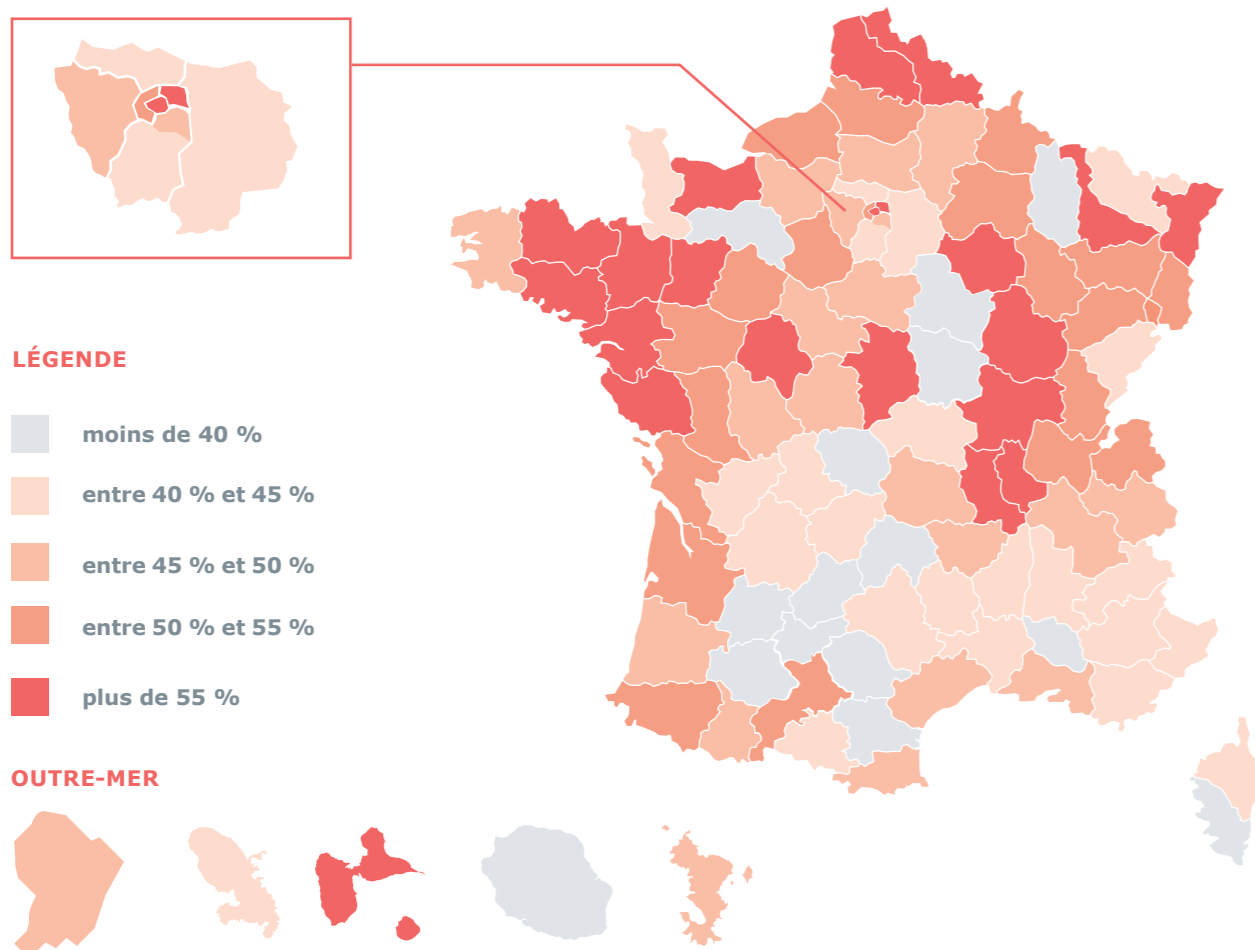 LÉGENDE
moins de 40 %
entre 40 % et 45 %
entre 45 % et 50 %
entre 50 % et 55 %
plus de 55 %
OUTRE-MER